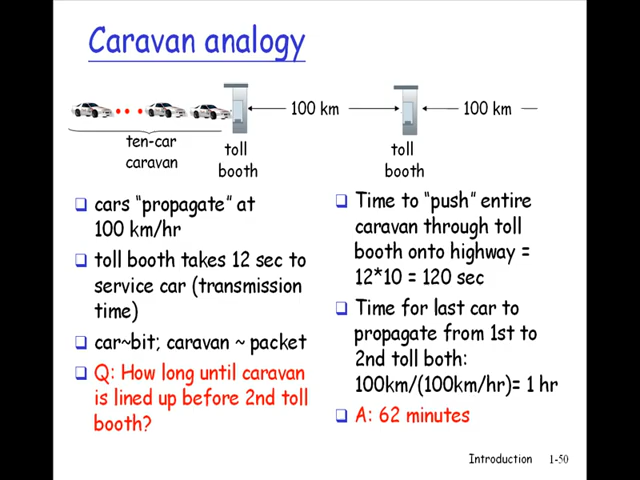 Caravan analogy
100 km
100 km
ten-car
caravan
toll
booth
toll
booth
cars “propagate” at
100 km/hr
toll booth takes 12 sec to
service car (transmission
time)
car~bit; caravan ~ packet
Q: How long until caravan
is lined up before 2nd toll
booth?
Time to “push” entire
caravan through toll
booth onto highway =
12*10 = 120 sec
Time for last car to
propagate from 1st to
2nd toll both:
100km/(100km/hr)= 1 hr
A: 62 minutes
Introduction 1-50